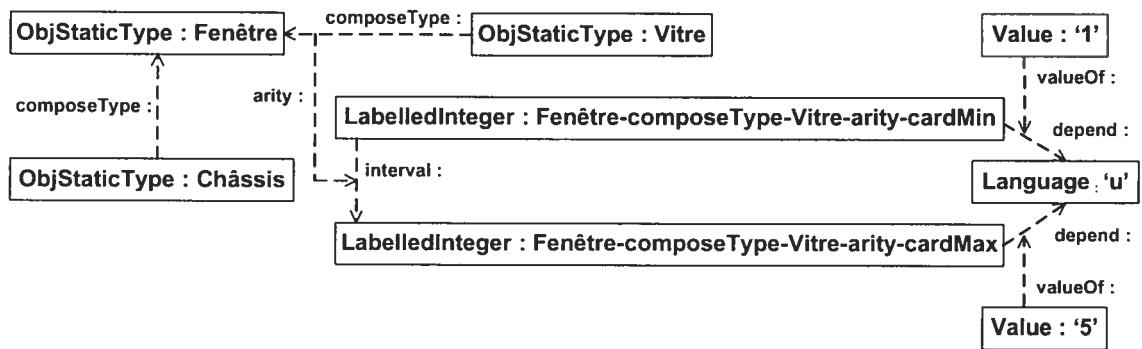 composeType :
ObjStaticType : Fenêtre
ObjStaticType : Vitre
Value : '1'
valueOf :
composeType :
arity :
LabelledInteger : Fenêtre-composeType-Vitre-arity-cardMin
depend :
interval :
ObjStaticType : Châssis
Language : 'u'
LabelledInteger : Fenêtre-composeType-Vitre-arity-cardMax
depend :
valueOf :
Value : '5'